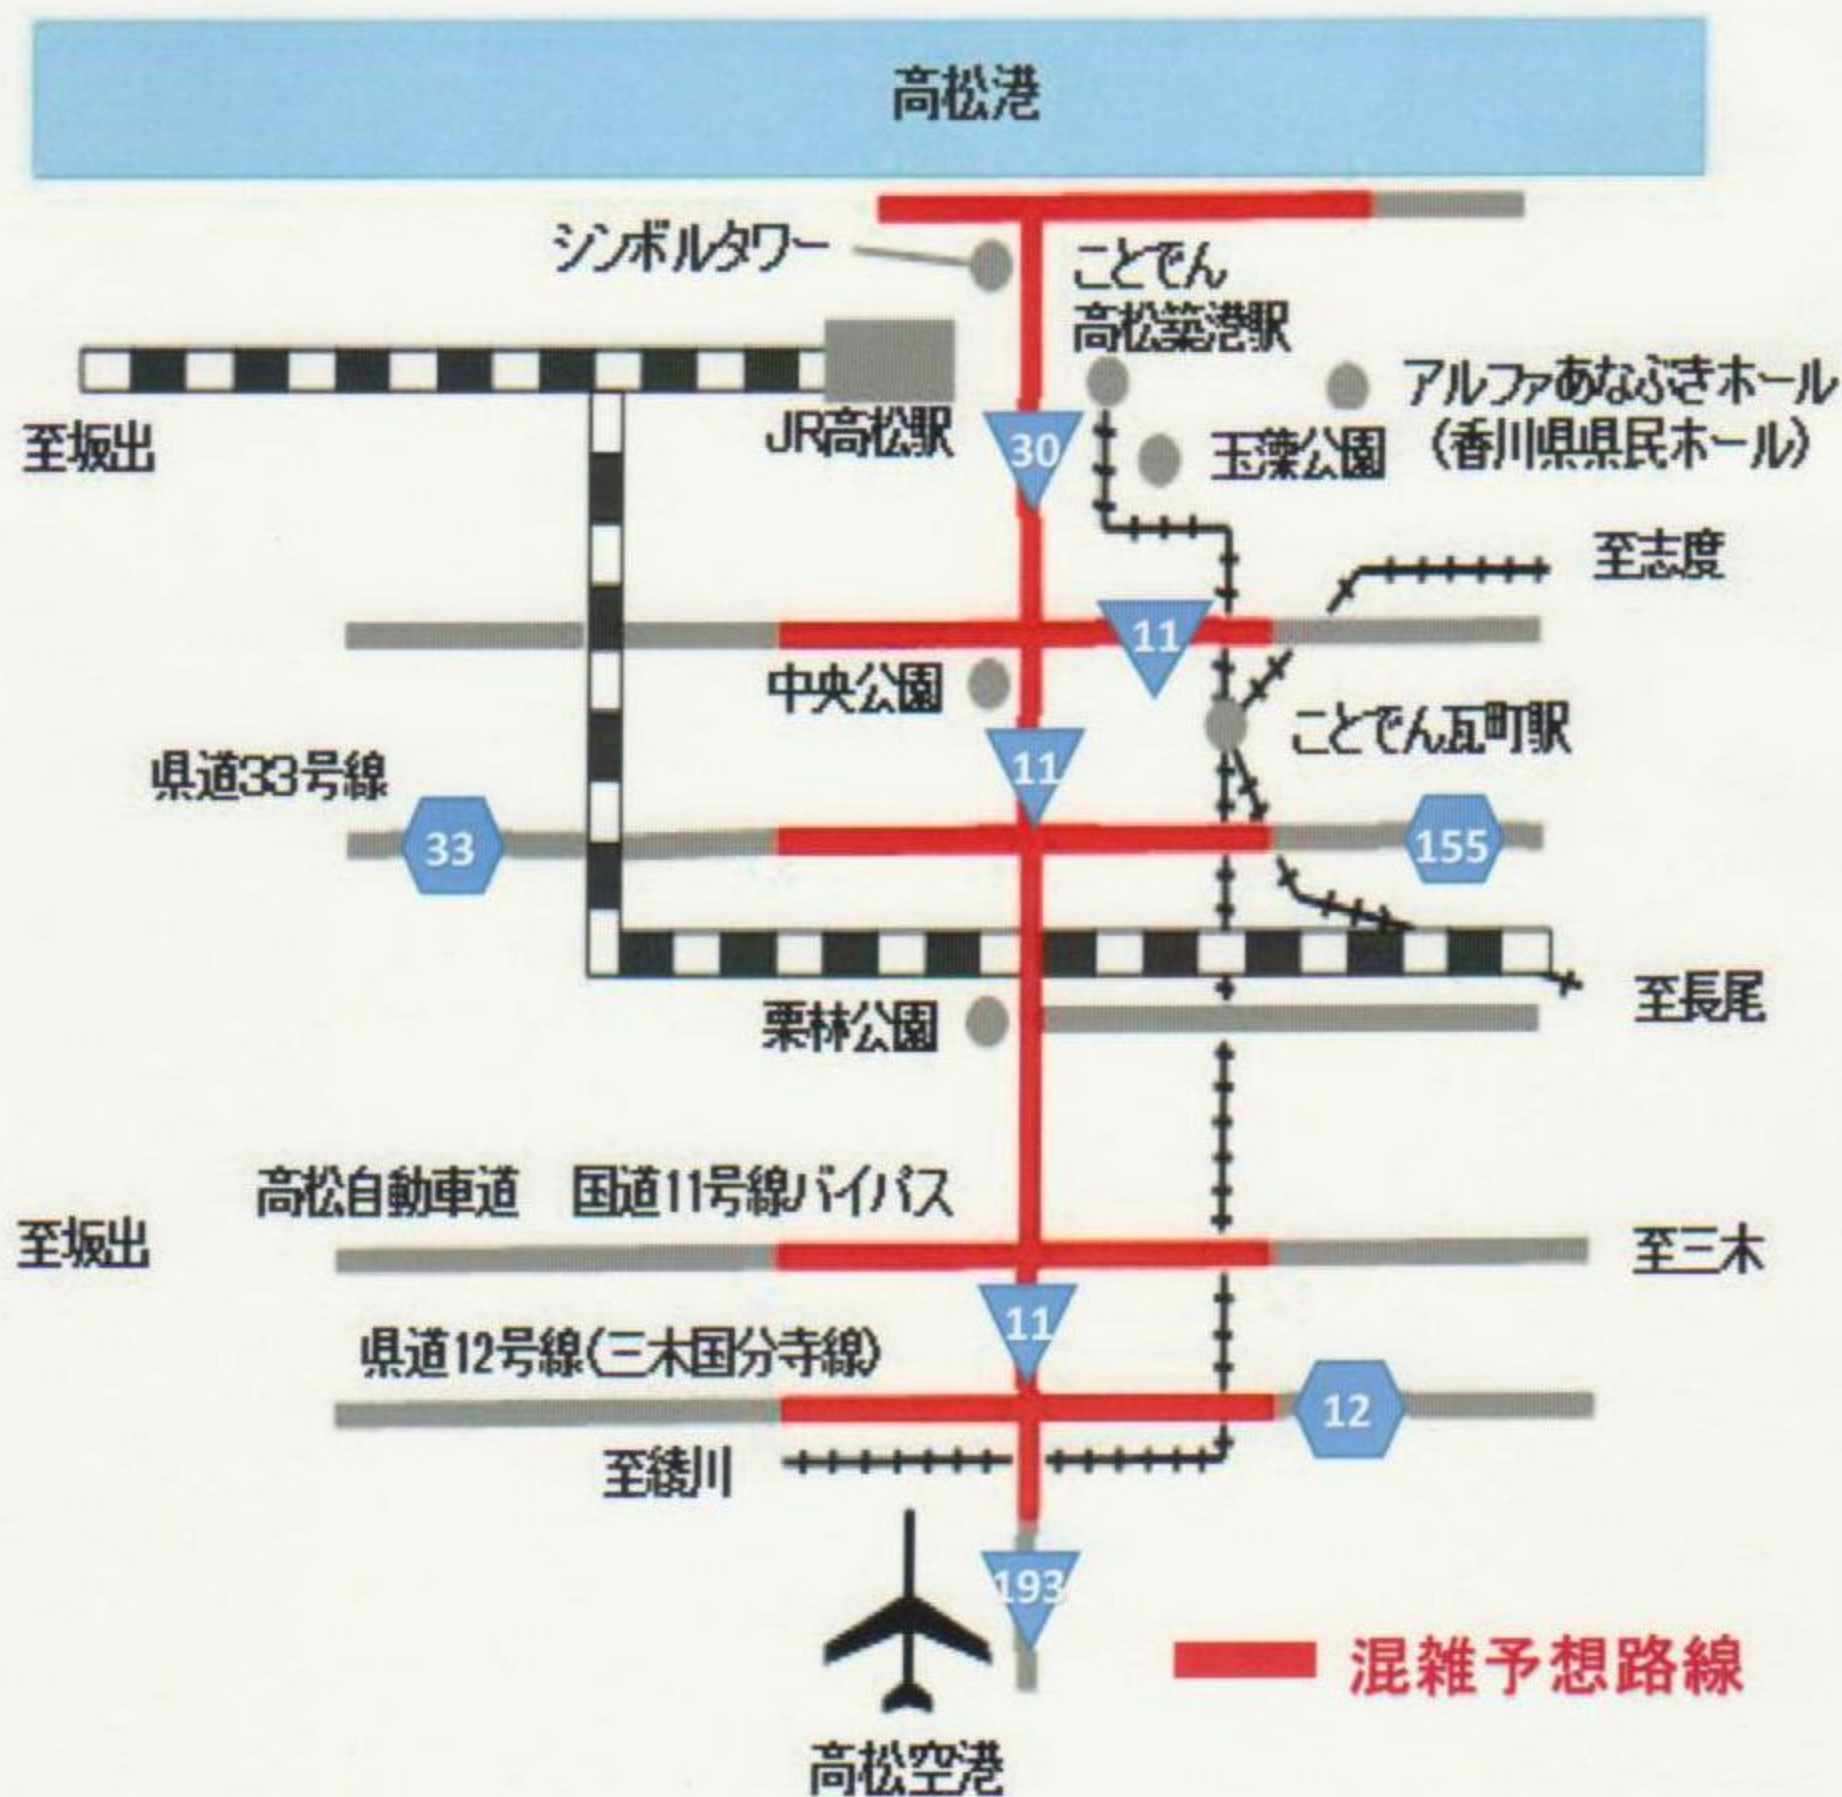 高松港
シンボルタワー
ことでん
高松築港駅
アルファあなぶきホール
(香川県県民ホール)
至坂出
JR高松駅
30
玉藻公園
至志度
11
中央公園
ことでん瓦町駅
11
県道33号線
33
155
栗林公園
至長尾
高松自動車道 国道11号線バイパス
至坂出
至三木
11
県道12号線(三木国分寺線)
12
至綾川
193
混雑予想路線
高松空港